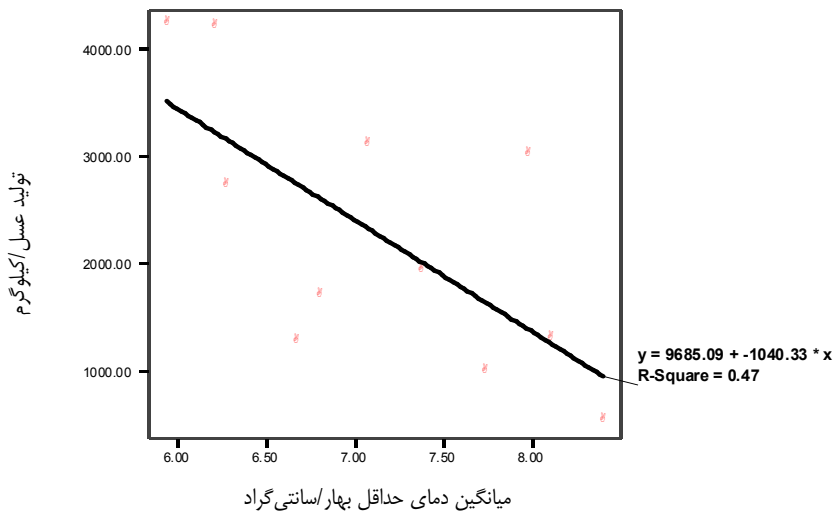 4000.00
3000.00
2000.00
1000.00
تولید عسل/کیلوگرم
y = 9685.09 + -1040.33 * x
R-Square = 0.47
6.00 6.50 7.00 7.50 8.00
میانگین دمای حداقل بهار/سانتی‌گراد